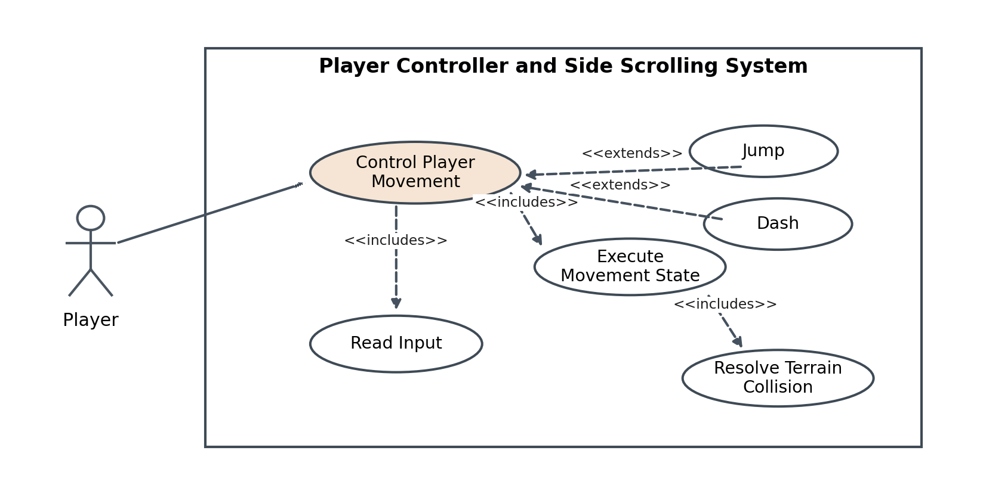 Player Controller and Side Scrolling System
Control Player
Movement
<<extends>>
Jump
<<extends>>
<<includes>>
Dash
<<includes>>
Execute
Movement State
<<includes>>
Player
Read Input
Resolve Terrain
Collision